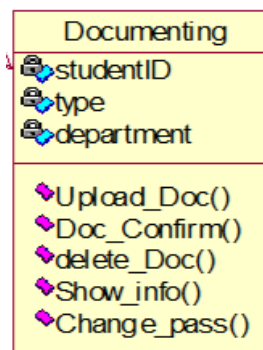 Documenting
studentID
type
department
Upload_Doc()
Doc_Confirm()
delete_Doc()
Show_info()
Change_pass()